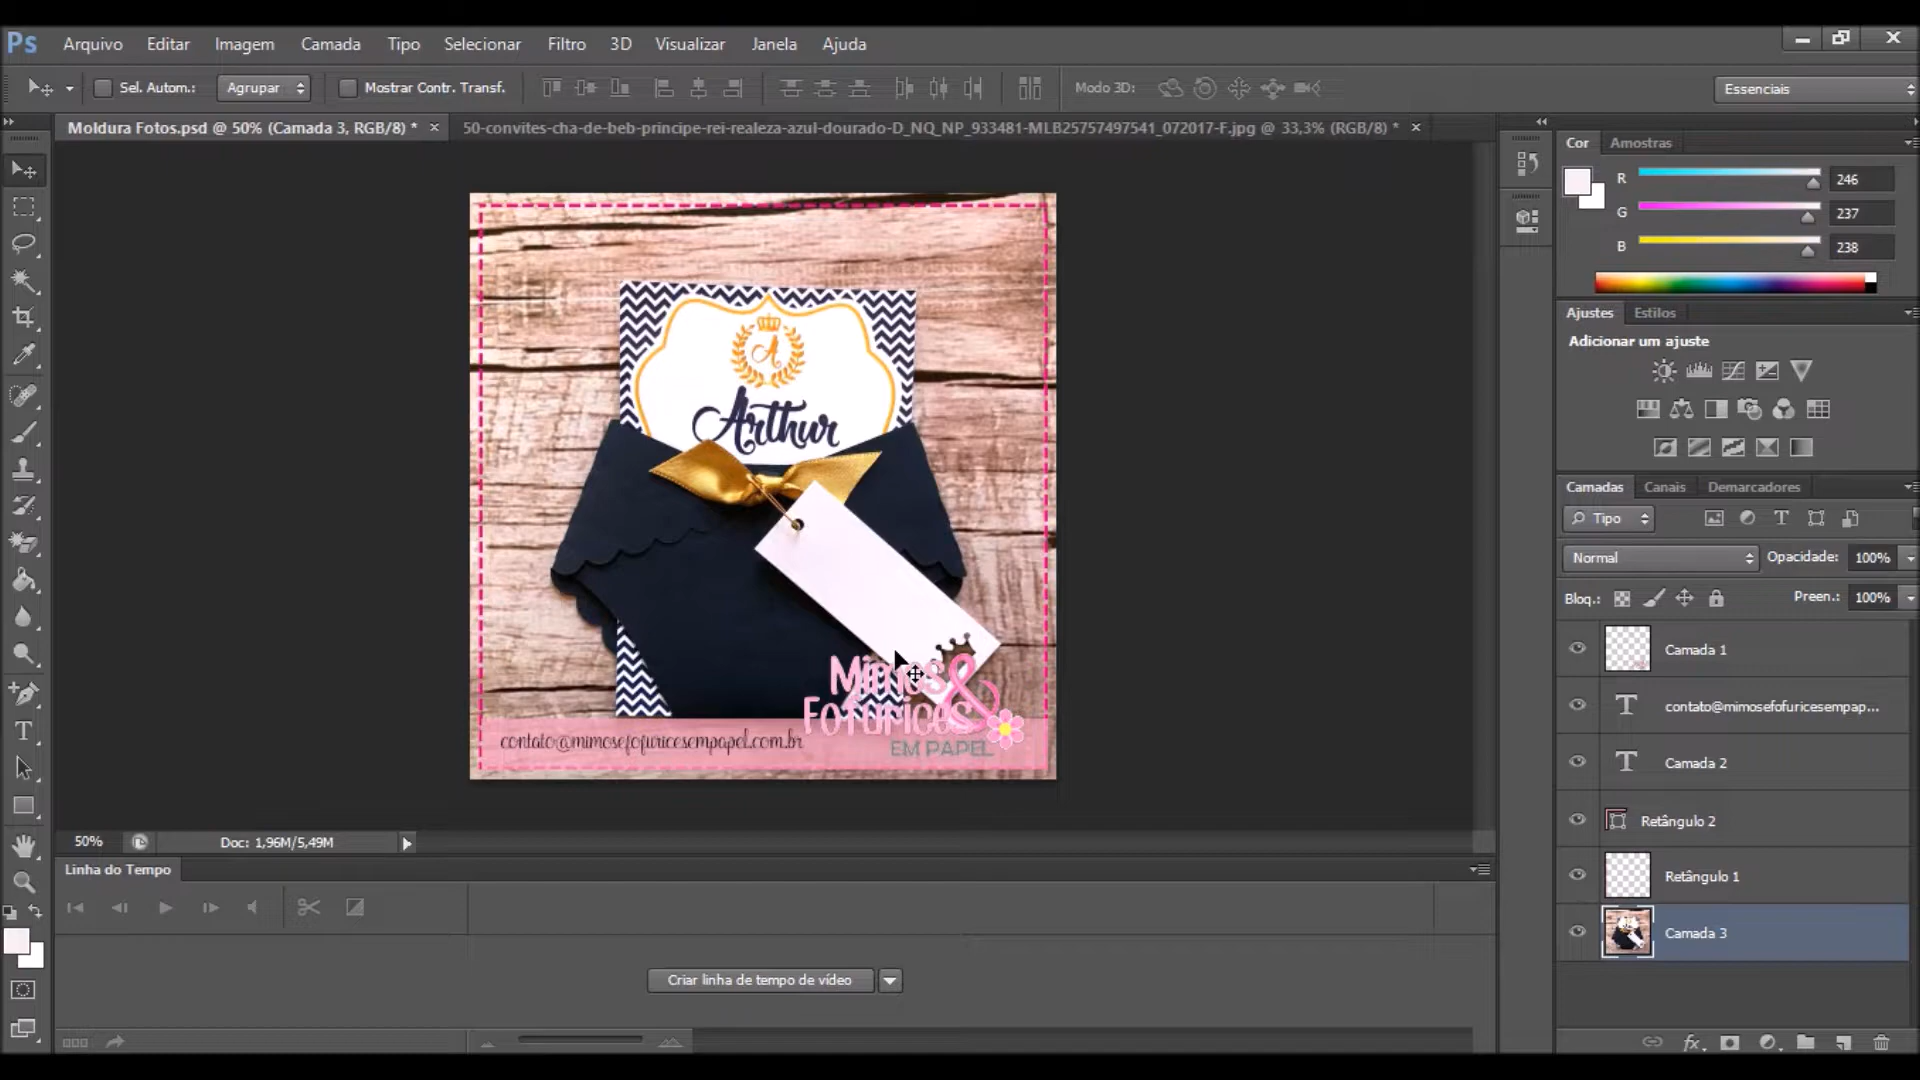 Ps Arquivo Editar Imagem Camada Tipo Selecionar Filtro 3D Visualizar Janela Ajuda
Sel. Autom.: Agrupar Mostrar Contr. Transf. Modo 3D: Essenciais
Moldura Fotos.psd @ 50% (Camada 3, RGB/8) * × 50-convites-cha-de-beb-principe-rei-realeza-azul-dourado-D_NQ_NP_933481-MLB25757497541_072017-F.jpg @ 33,3% (RGB/8) * ×
Cor Amostras
R 246
G 237
B 238
Ajustes Estilos
Adicionar um ajuste
A
Arthur
Mimos &
Fofurices
EM PAPEL
contato@mimosefofuricesempapel.com.br
Camadas Canais Demarcadores
Tipo
Normal Opacidade: 100%
Bloq.: Preen.: 100%
Camada 1
contato@mimosefofuricesempap...
Camada 2
Retângulo 2
Retângulo 1
Camada 3
50% Doc: 1,96M/5,49M
Linha do Tempo
Criar linha de tempo de vídeo